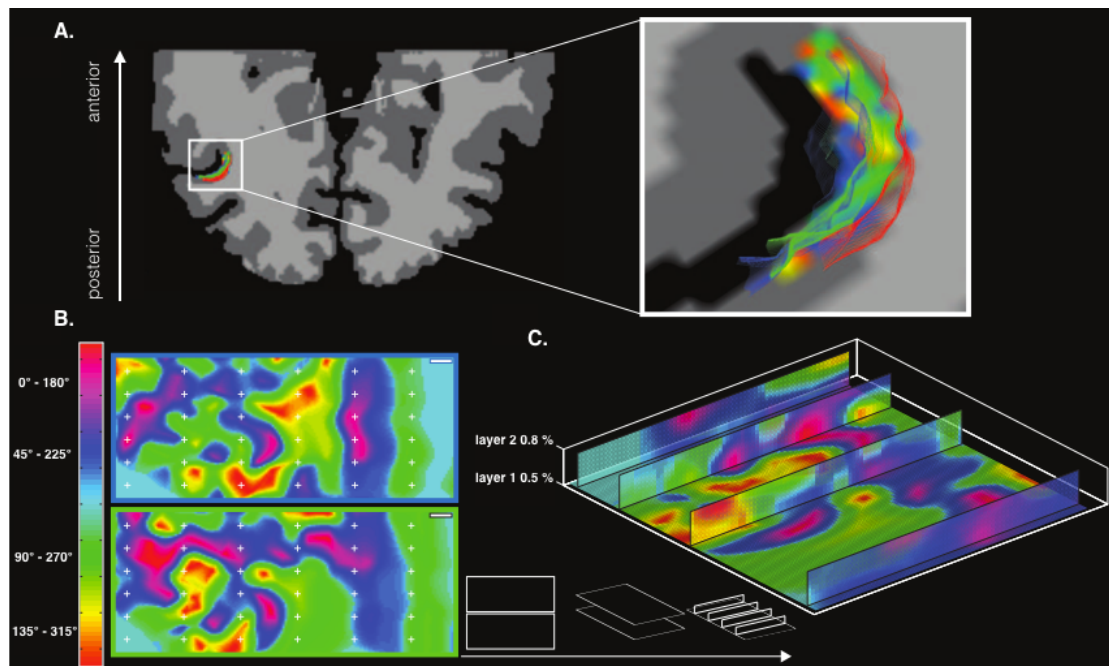 A.
anterior
posterior
B.
0° - 180°
45° - 225°
90° - 270°
135° - 315°
C.
layer 2 0.8 %
layer 1 0.5 %